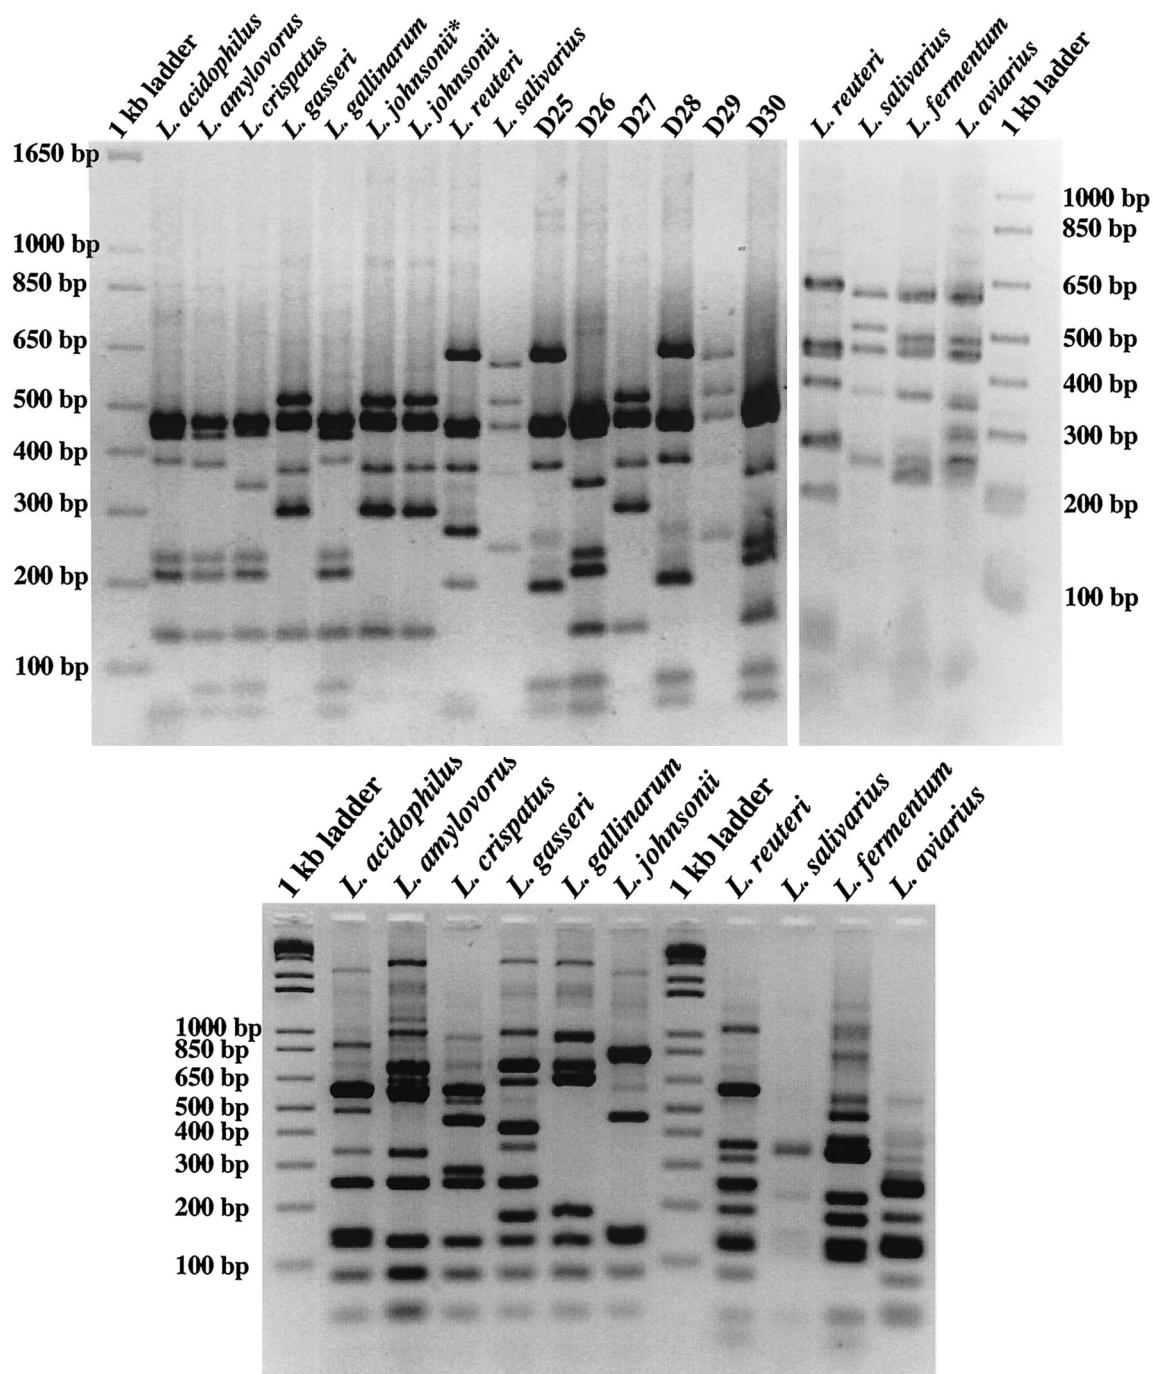 1 kb ladder
L. acidophilus
L. amylovorus
L. crispatus
L. gasseri
L. gallinarum
L. johnsonii*
L. johnsonii
L. reuteri
L. salivarius
D25
D26
D27
D28
D29
D30
L. reuteri
L. salivarius
L. fermentum
L. aviarius
1 kb ladder
1650 bp
1000 bp
850 bp
650 bp
500 bp
400 bp
300 bp
200 bp
100 bp
1000 bp
850 bp
650 bp
500 bp
400 bp
300 bp
200 bp
100 bp
1 kb ladder
L. acidophilus
L. amylovorus
L. crispatus
L. gasseri
L. gallinarum
L. johnsonii
1 kb ladder
L. reuteri
L. salivarius
L. fermentum
L. aviarius
1000 bp
850 bp
650 bp
500 bp
400 bp
300 bp
200 bp
100 bp